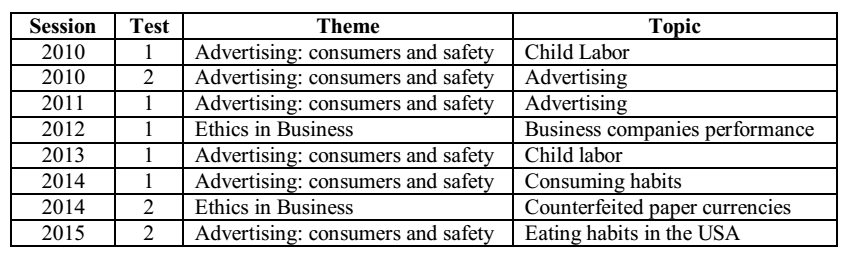 Session Test Theme Topic
2010 1 Advertising: consumers and safety Child Labor
2010 2 Advertising: consumers and safety Advertising
2011 1 Advertising: consumers and safety Advertising
2012 1 Ethics in Business Business companies performance
2013 1 Advertising: consumers and safety Child labor
2014 1 Advertising: consumers and safety Consuming habits
2014 2 Ethics in Business Counterfeited paper currencies
2015 2 Advertising: consumers and safety Eating habits in the USA